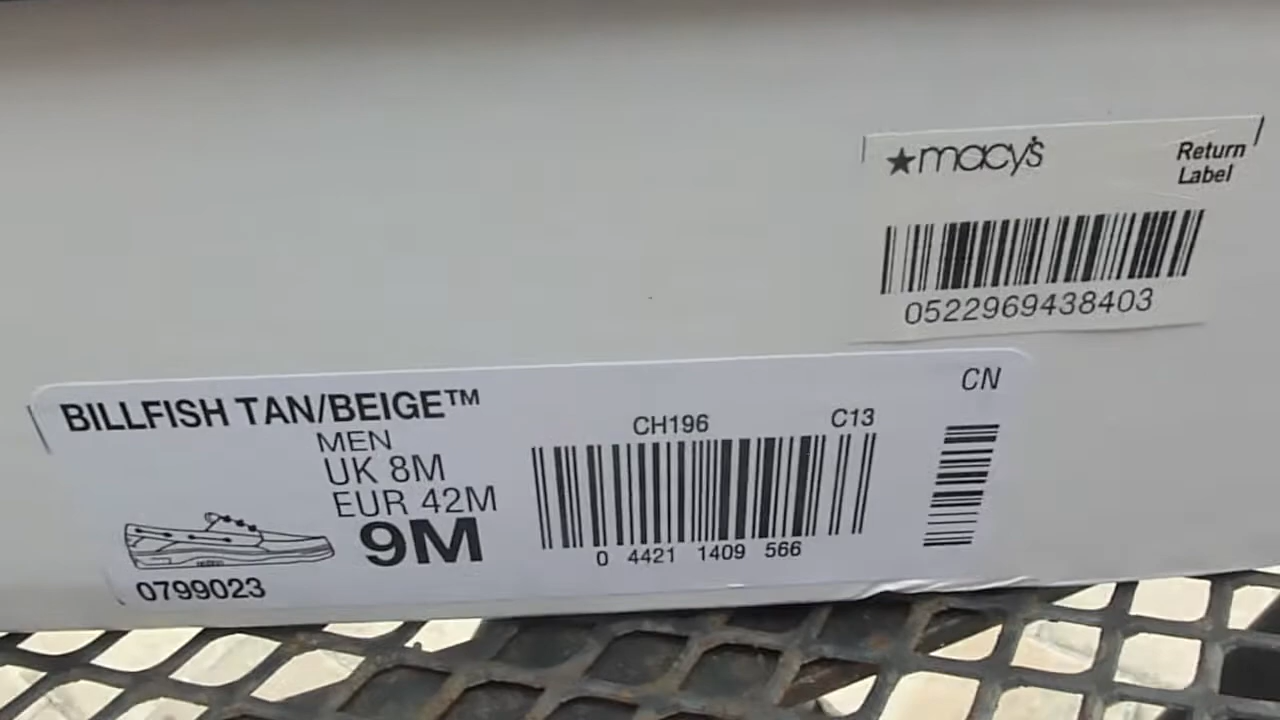 ★macy's
Return
Label
0522969438403
BILLFISH TAN/BEIGE™
MEN
UK 8M
EUR 42M
9M
0799023
CH196
C13
0 4421 1409 566
CN